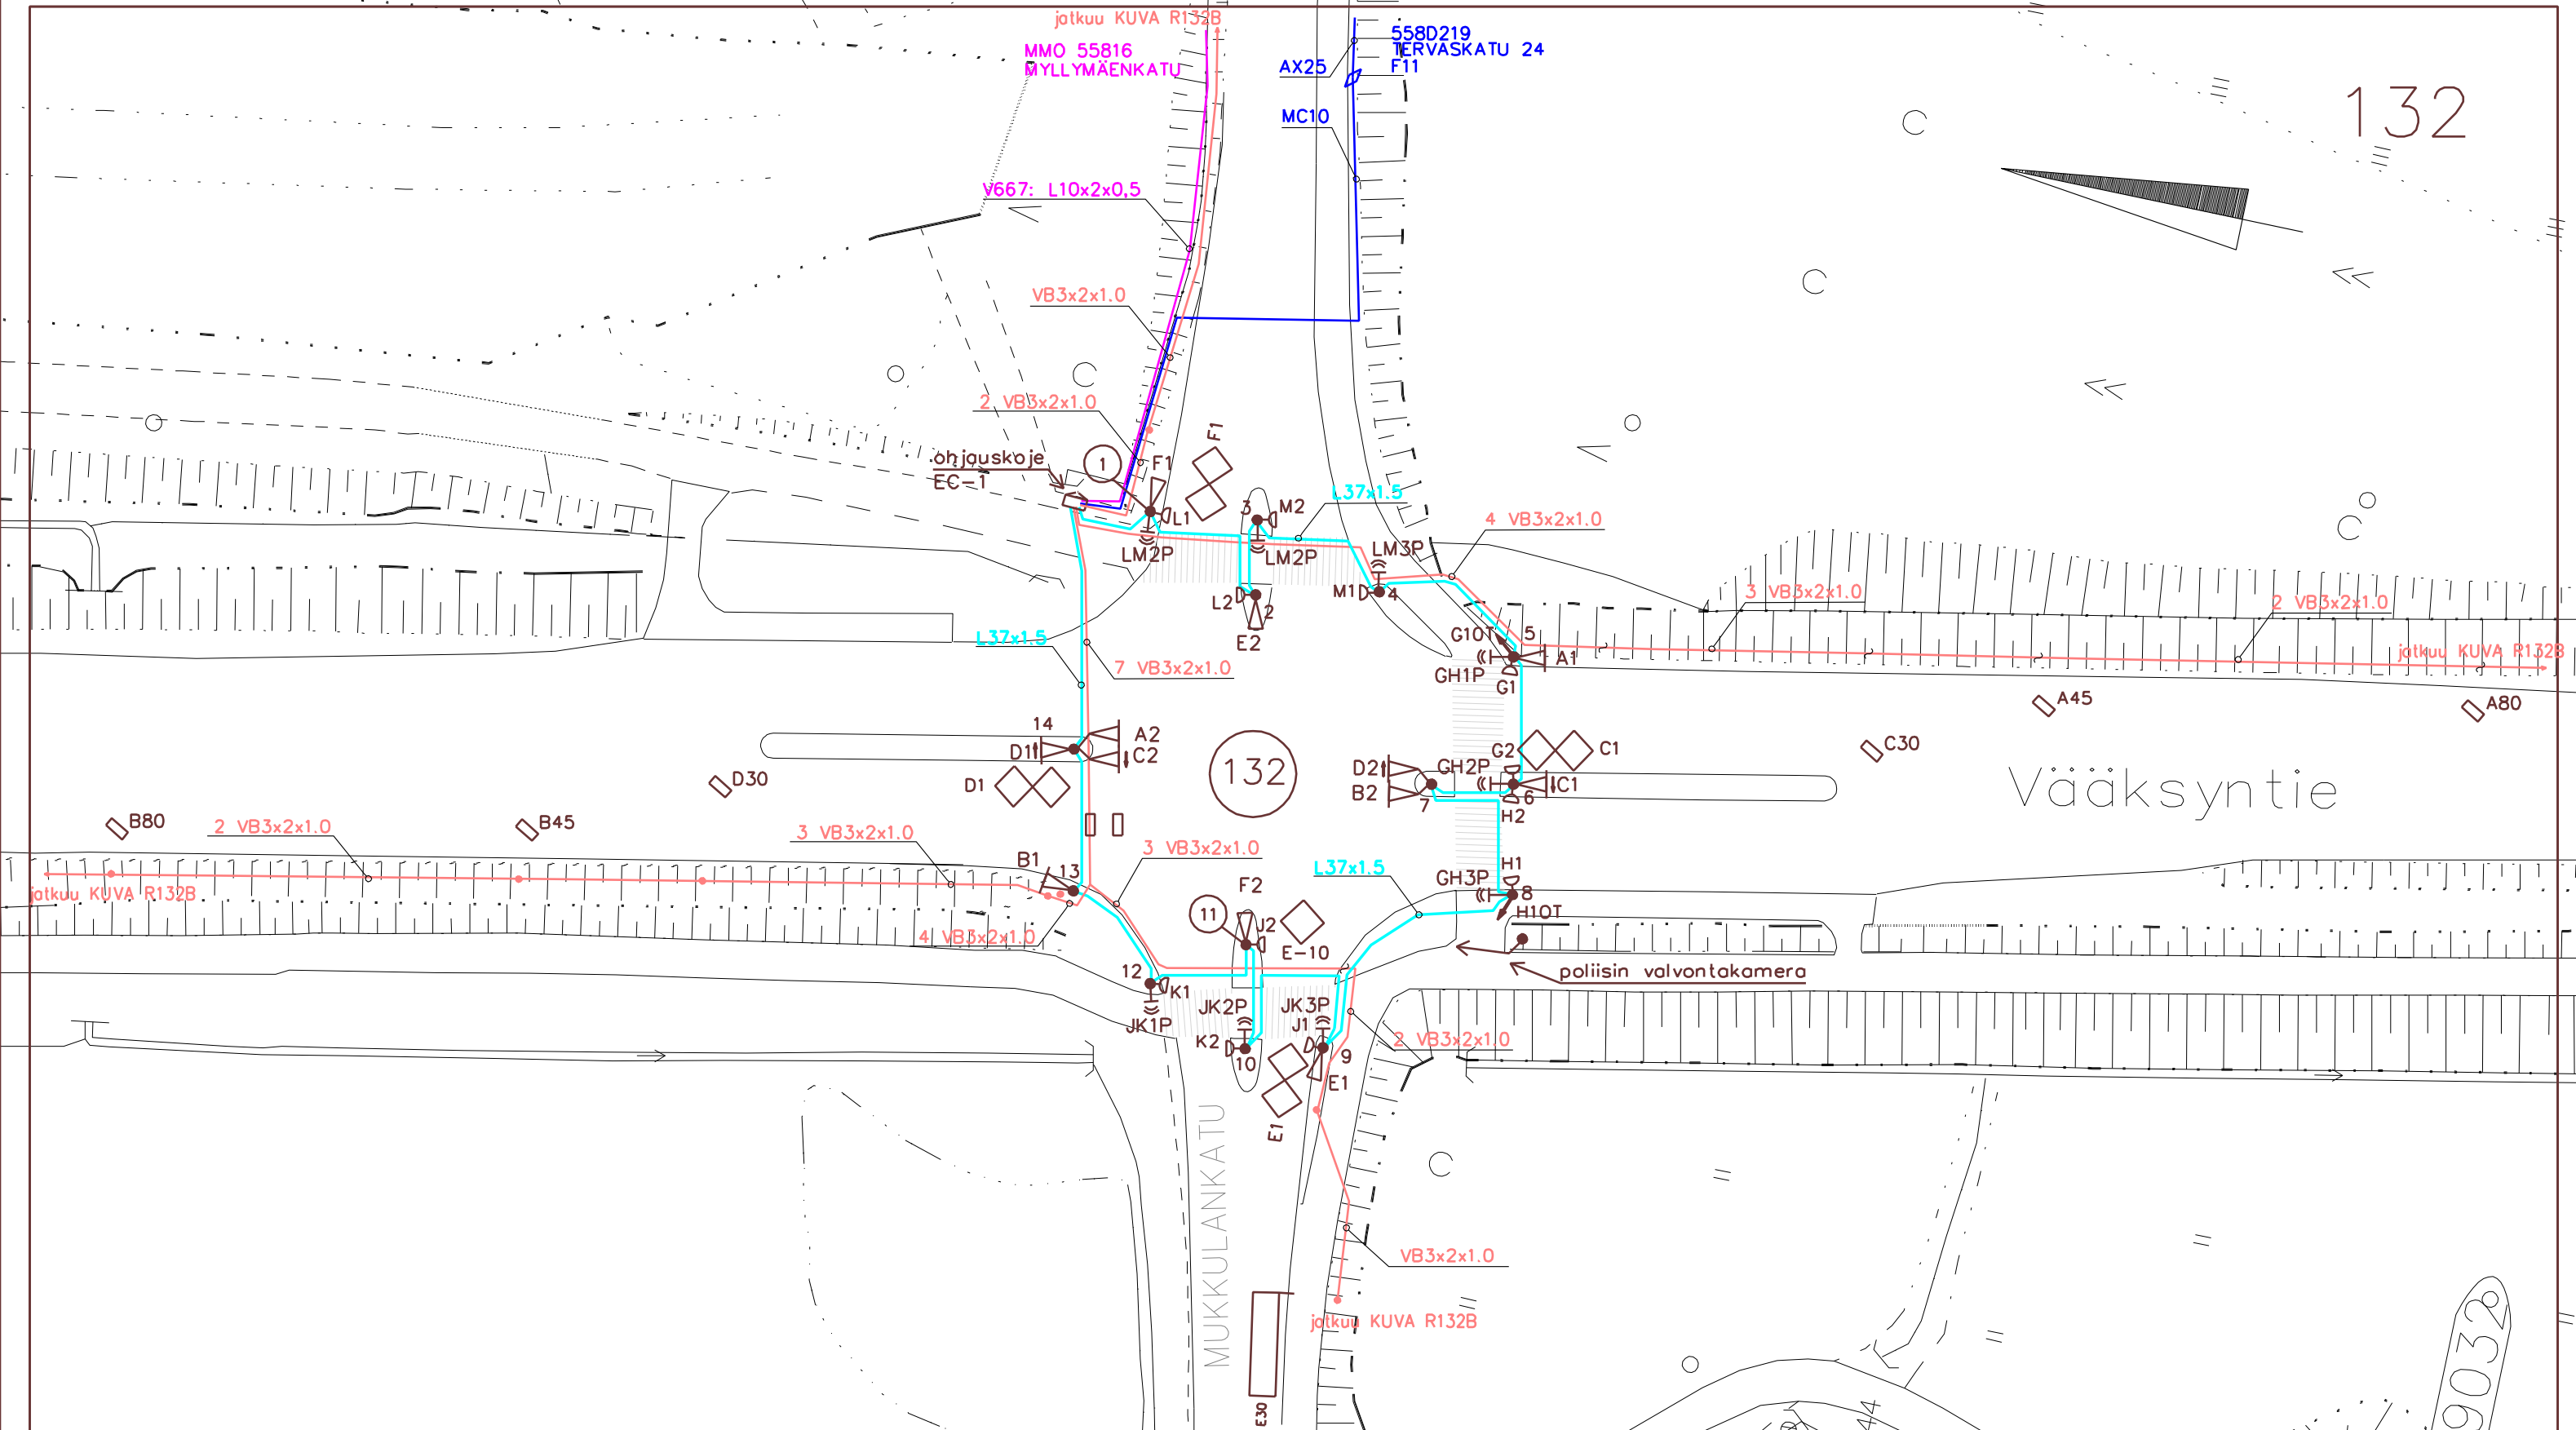 jatkuu KUVA R132B
MMO 55816
MYLLYMÄENKATU
558D219
TERVASKATU 24
F11
AX25
MC10
132
V667: L10x2x0,5
VB3x2x1.0
2 VB3x2x1.0
ohjauskoje
EC-1
1
F1
F1
L1
LM2P
3
M2
LM2P
L37x1.5
LM3P
4 VB3x2x1.0
M1
4
L2
2
E2
3 VB3x2x1.0
2 VB3x2x1.0
jatkuu KUVA R132B
G10T
5
A1
GH1P
G1
L37x1.5
7 VB3x2x1.0
A45
A80
14
A2
D1
C2
D1
D30
132
D2
B2
7
GH2P
G2
C1
C1
6
H2
C30
Vääksyntie
B80
B45
2 VB3x2x1.0
3 VB3x2x1.0
3 VB3x2x1.0
B1
13
jatkuu KUVA R132B
4 VB3x2x1.0
L37x1.5
H1
GH3P
8
H10T
F2
11
J2
E-10
poliisin valvontakamera
12
K1
JK1P
JK2P
JK3P
J1
K2
10
9
E1
E1
2 VB3x2x1.0
MUKKULANKATU
VB3x2x1.0
jatkuu KUVA R132B
E30
9032